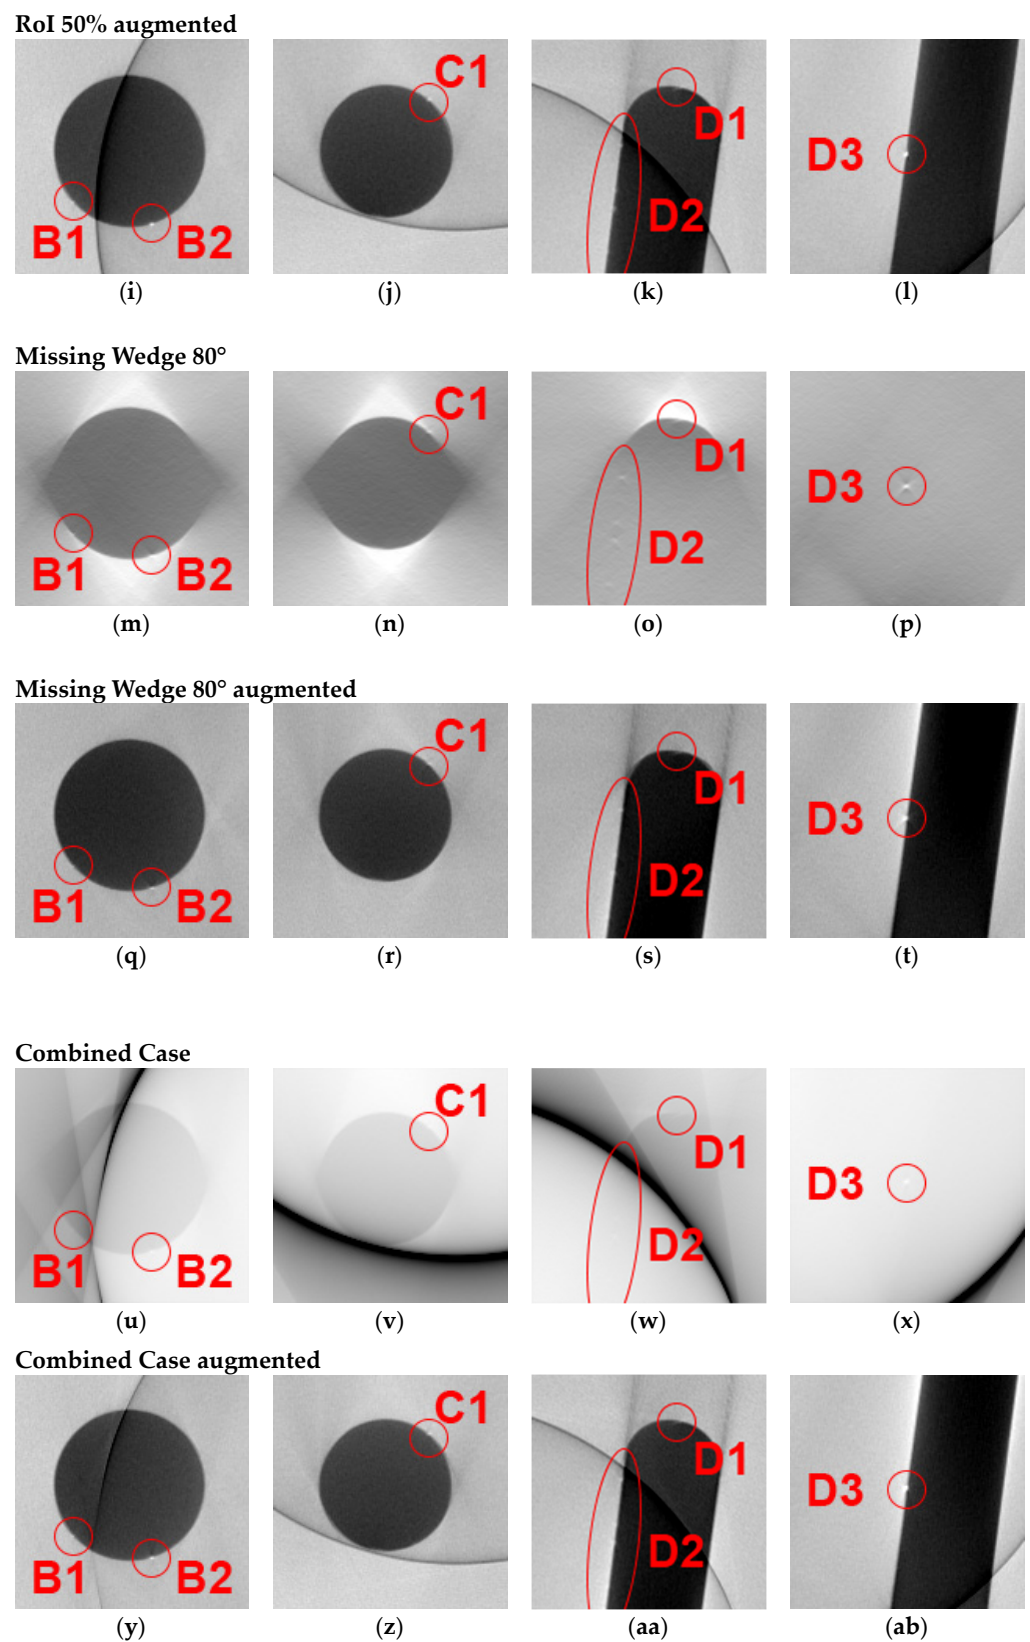 RoI 50% augmented
B1 B2 C1 D1 D2 D3
(i) (j) (k) (l)
Missing Wedge 80°
B1 B2 C1 D1 D2 D3
(m) (n) (o) (p)
Missing Wedge 80° augmented
B1 B2 C1 D1 D2 D3
(q) (r) (s) (t)
Combined Case
B1 B2 C1 D1 D2 D3
(u) (v) (w) (x)
Combined Case augmented
B1 B2 C1 D1 D2 D3
(y) (z) (aa) (ab)